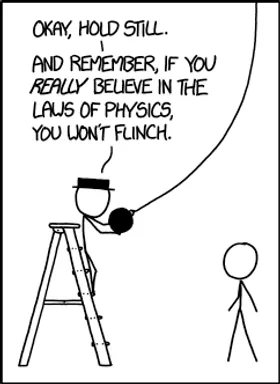 OKAY, HOLD STILL.
AND REMEMBER, IF YOU
REALLY BELIEVE IN THE
LAWS OF PHYSICS,
YOU WON'T FLINCH.